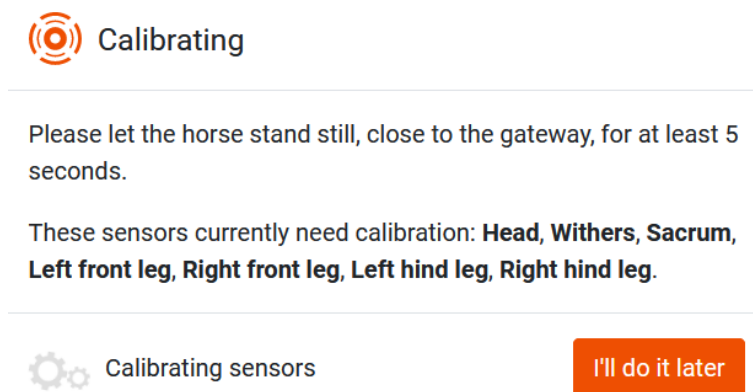 Calibrating
Please let the horse stand still, close to the gateway, for at least 5
seconds.
These sensors currently need calibration: Head, Withers, Sacrum,
Left front leg, Right front leg, Left hind leg, Right hind leg.
Calibrating sensors
I'll do it later